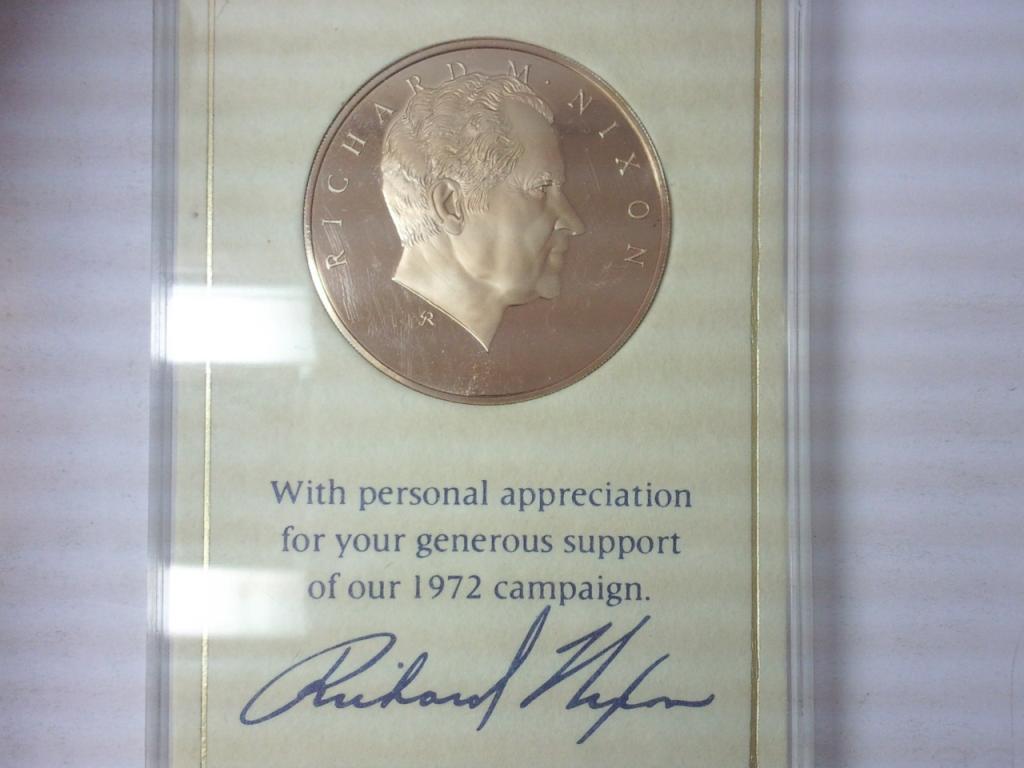 RICHARD M. NIXON
With personal appreciation
for your generous support
of our 1972 campaign.
Richard Nixon